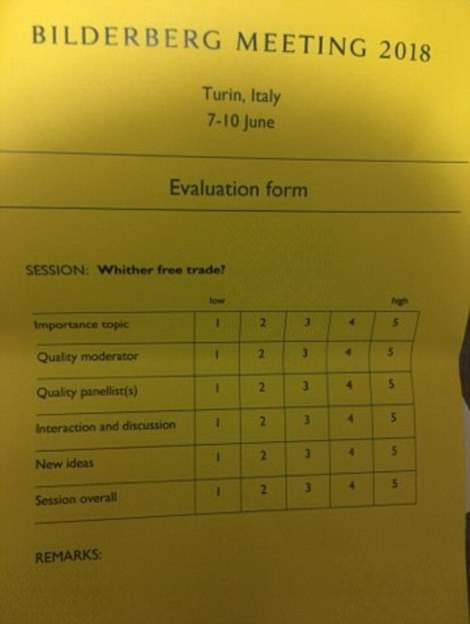 BILDERBERG MEETING 2018
Turin, Italy
7-10 June
Evaluation form
SESSION: Whither free trade?
low high
Importance topic 1 2 3 4 5
Quality moderator 1 2 3 4 5
Quality panellist(s) 1 2 3 4 5
Interaction and discussion 1 2 3 4 5
New ideas 1 2 3 4 5
Session overall 1 2 3 4 5
REMARKS: